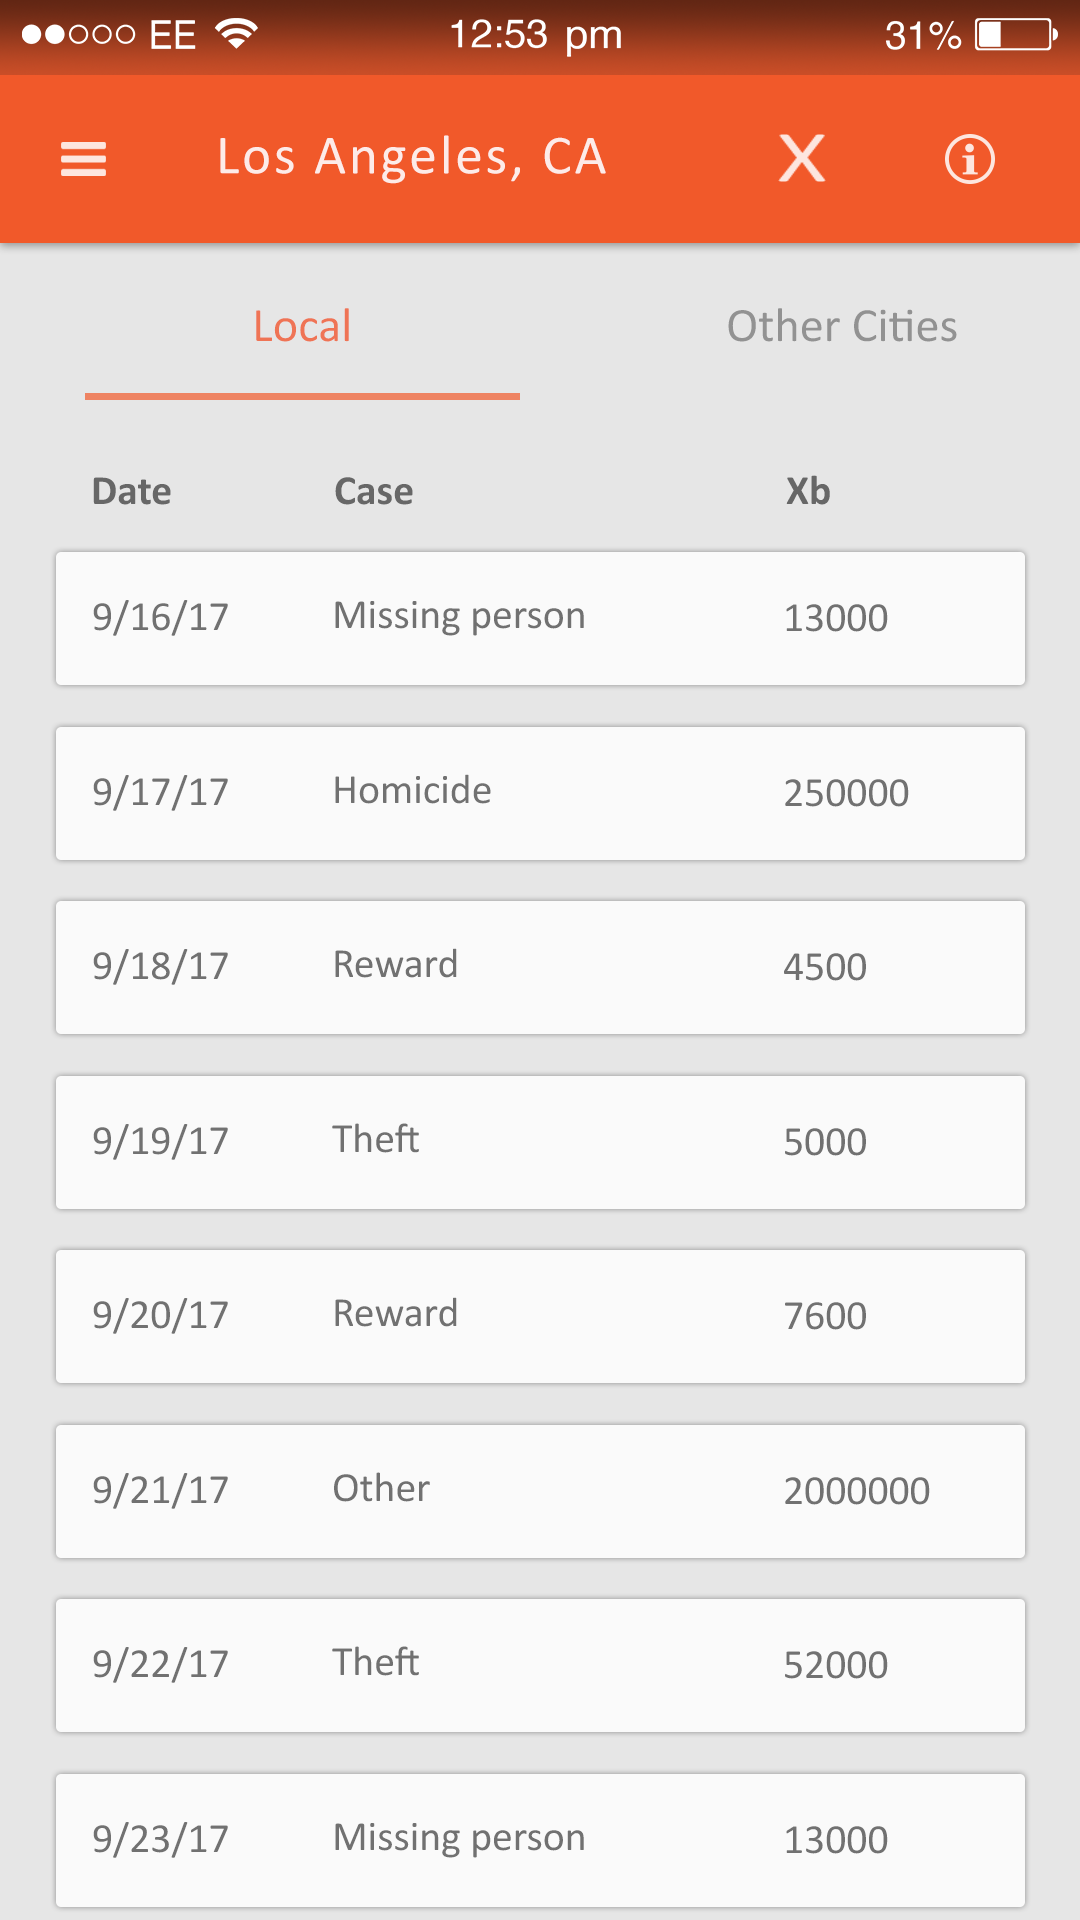 EE 12:53 pm 31%
Los Angeles, CA X i
Local Other Cities
Date Case Xb
9/16/17 Missing person 13000
9/17/17 Homicide 250000
9/18/17 Reward 4500
9/19/17 Theft 5000
9/20/17 Reward 7600
9/21/17 Other 2000000
9/22/17 Theft 52000
9/23/17 Missing person 13000